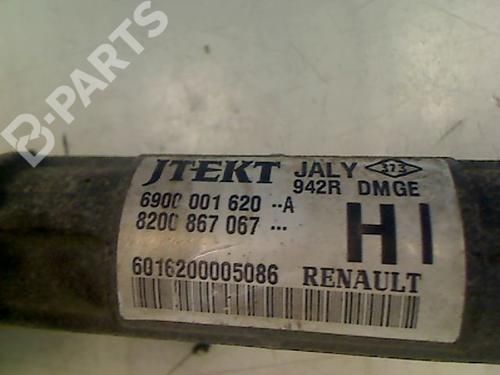 B-PARTS
JTEKT JALY 373
942R DMGE
6900 001 620 --A
8200 867 067 ---
HI
6016200005086 RENAULT